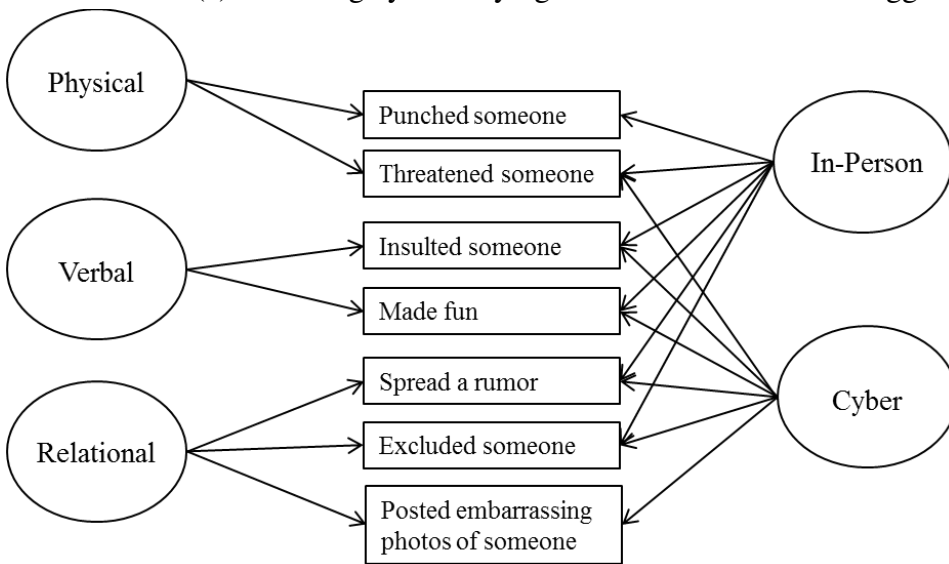 Physical
Punched someone
Threatened someone
In-Person
Verbal
Insulted someone
Made fun
Relational
Spread a rumor
Excluded someone
Posted embarrassing
photos of someone
Cyber